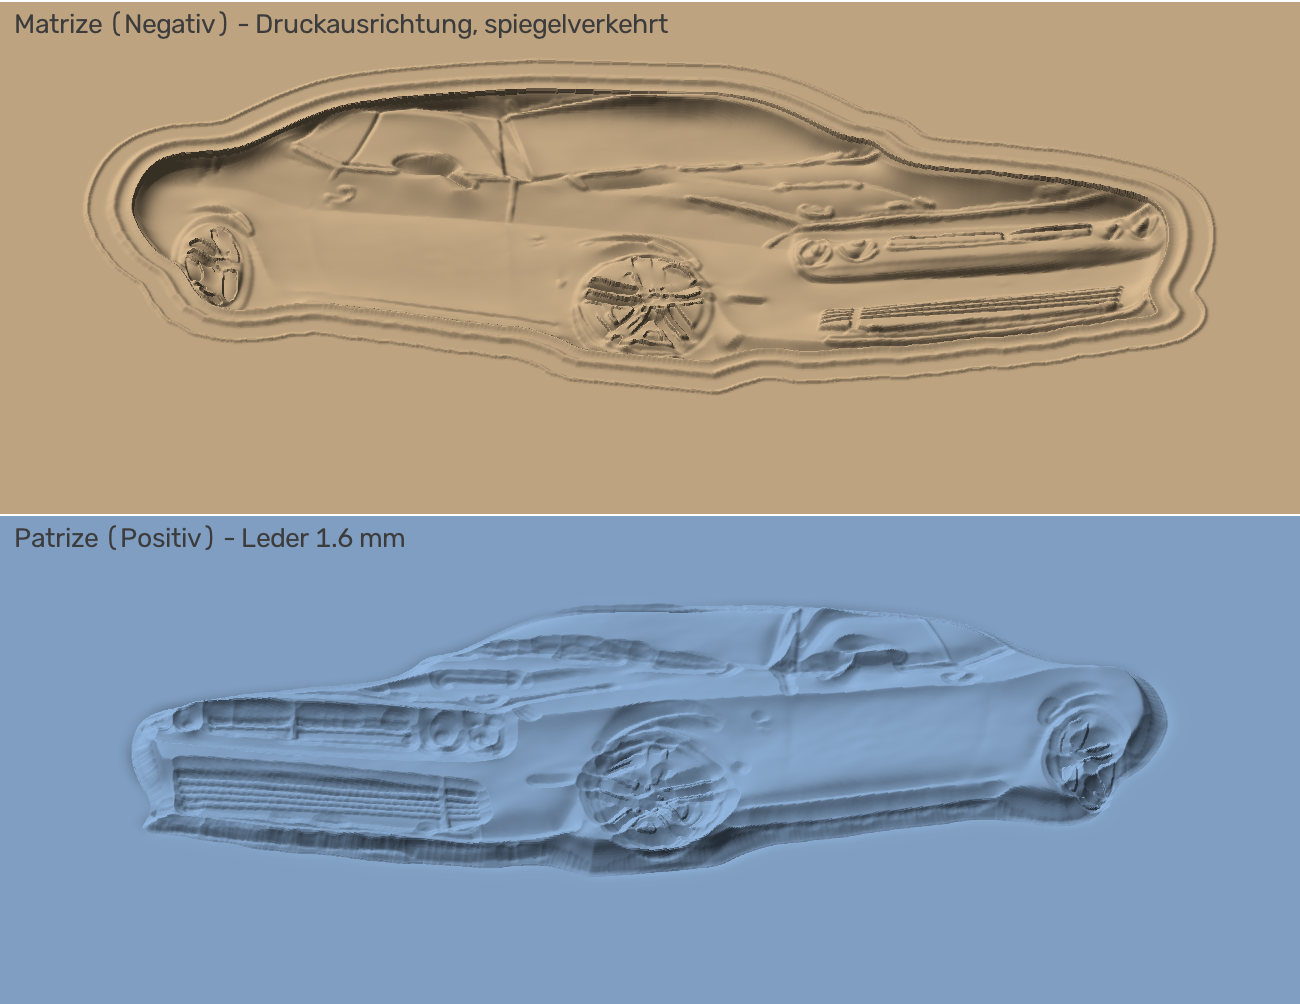 Matrize (Negativ) - Druckausrichtung, spiegelverkehrt
Patrize (Positiv) - Leder 1.6 mm